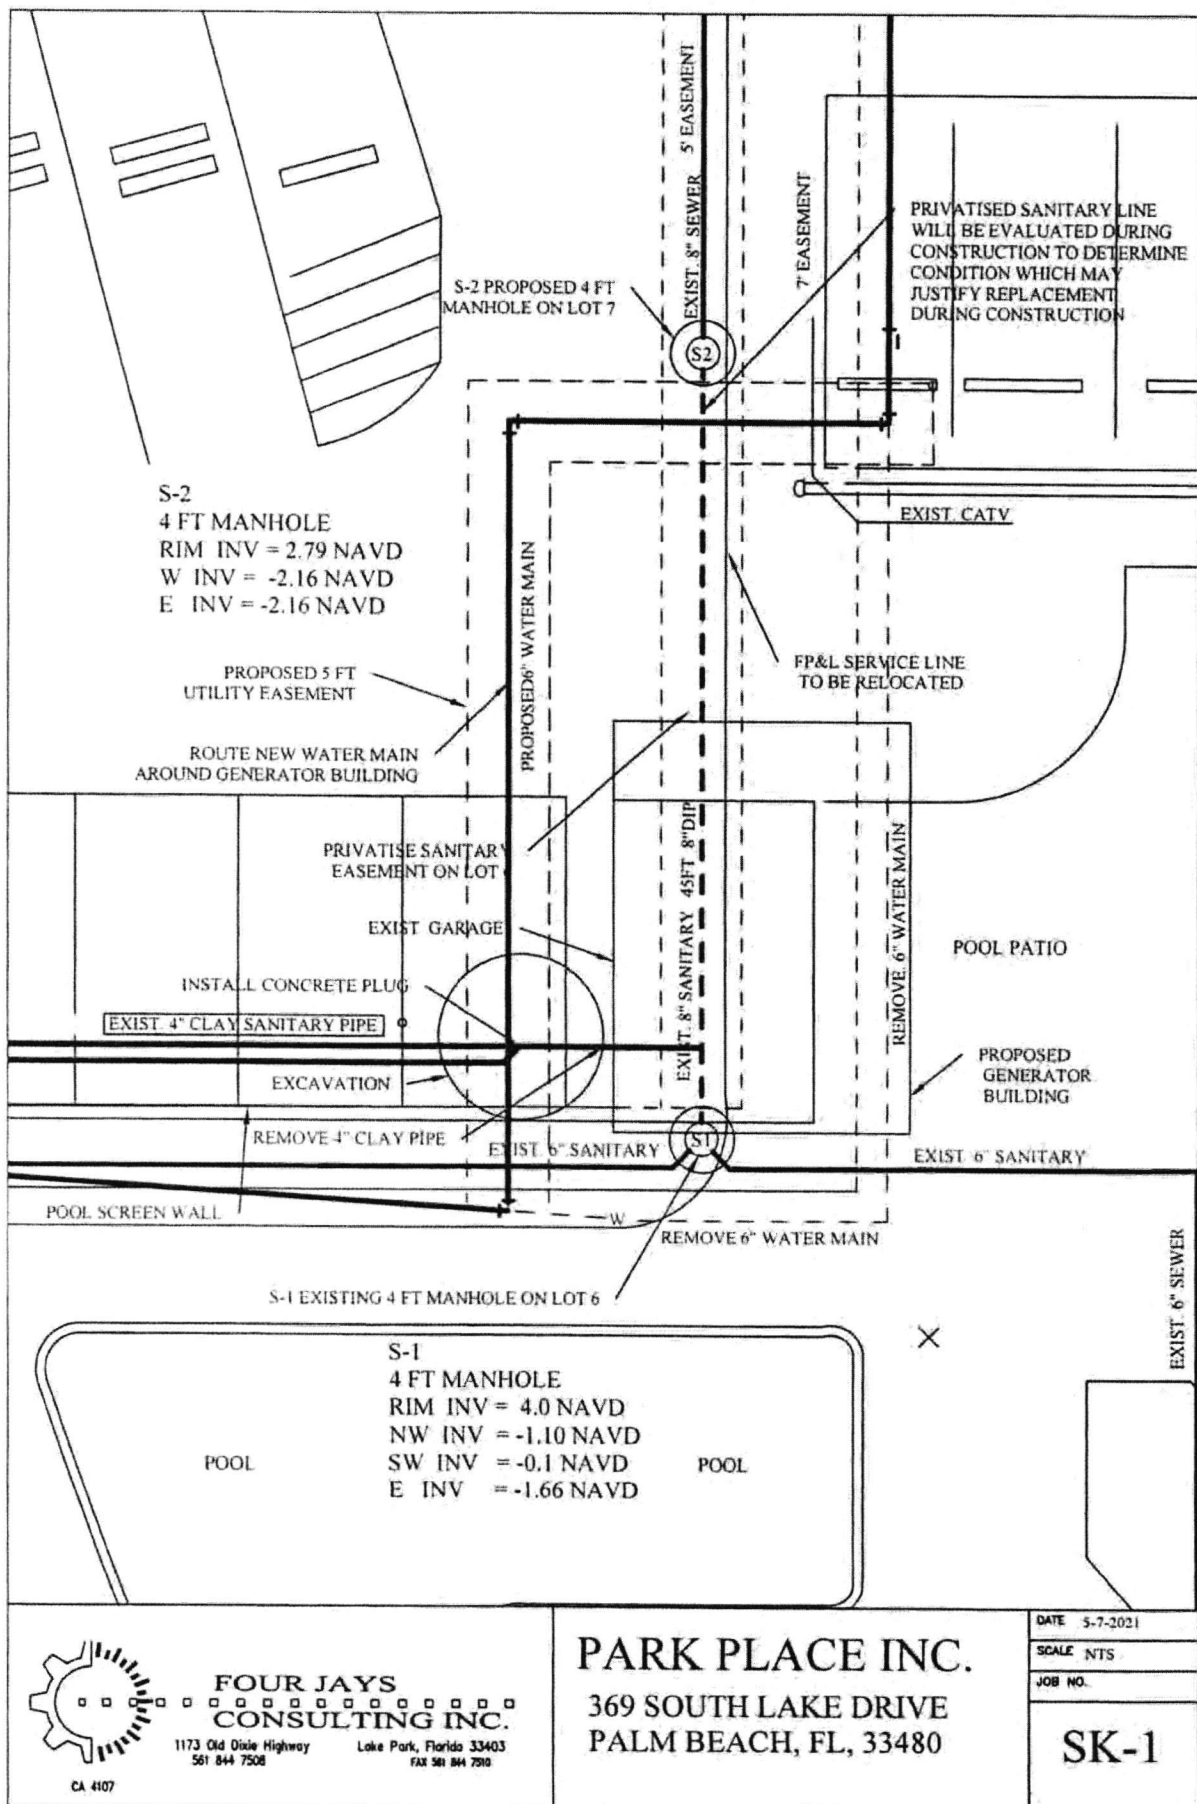 5' EASEMENT
EXIST. 8" SEWER
7' EASEMENT
PRIVATISED SANITARY LINE
WILL BE EVALUATED DURING
CONSTRUCTION TO DETERMINE
CONDITION WHICH MAY
JUSTIFY REPLACEMENT
DURING CONSTRUCTION
S-2 PROPOSED 4 FT
MANHOLE ON LOT 7
S2
S-2
4 FT MANHOLE
RIM INV = 2.79 NAVD
W INV = -2.16 NAVD
E INV = -2.16 NAVD
EXIST. CATV
PROPOSED 6" WATER MAIN
PROPOSED 5 FT
UTILITY EASEMENT
FP&L SERVICE LINE
TO BE RELOCATED
ROUTE NEW WATER MAIN
AROUND GENERATOR BUILDING
PRIVATISE SANITARY
EASEMENT ON LOT
45FT 8"DIP
EXIST. 8" SANITARY
REMOVE 6" WATER MAIN
EXIST GARAGE
POOL PATIO
INSTALL CONCRETE PLUG
EXIST. 4" CLAY SANITARY PIPE
EXCAVATION
PROPOSED
GENERATOR
BUILDING
REMOVE 4" CLAY PIPE
EXIST. 6" SANITARY
S1
EXIST 6" SANITARY
POOL SCREEN WALL
W
REMOVE 6" WATER MAIN
EXIST. 6" SEWER
S-1 EXISTING 4 FT MANHOLE ON LOT 6
S-1
4 FT MANHOLE
RIM INV = 4.0 NAVD
NW INV = -1.10 NAVD
SW INV = -0.1 NAVD
E INV = -1.66 NAVD
POOL
POOL
FOUR JAYS
CONSULTING INC.
1173 Old Dixie Highway Lake Park, Florida 33403
561 844 7508 FAX 561 844 7510
CA 4107
PARK PLACE INC.
369 SOUTH LAKE DRIVE
PALM BEACH, FL, 33480
DATE 5-7-2021
SCALE NTS
JOB NO.
SK-1